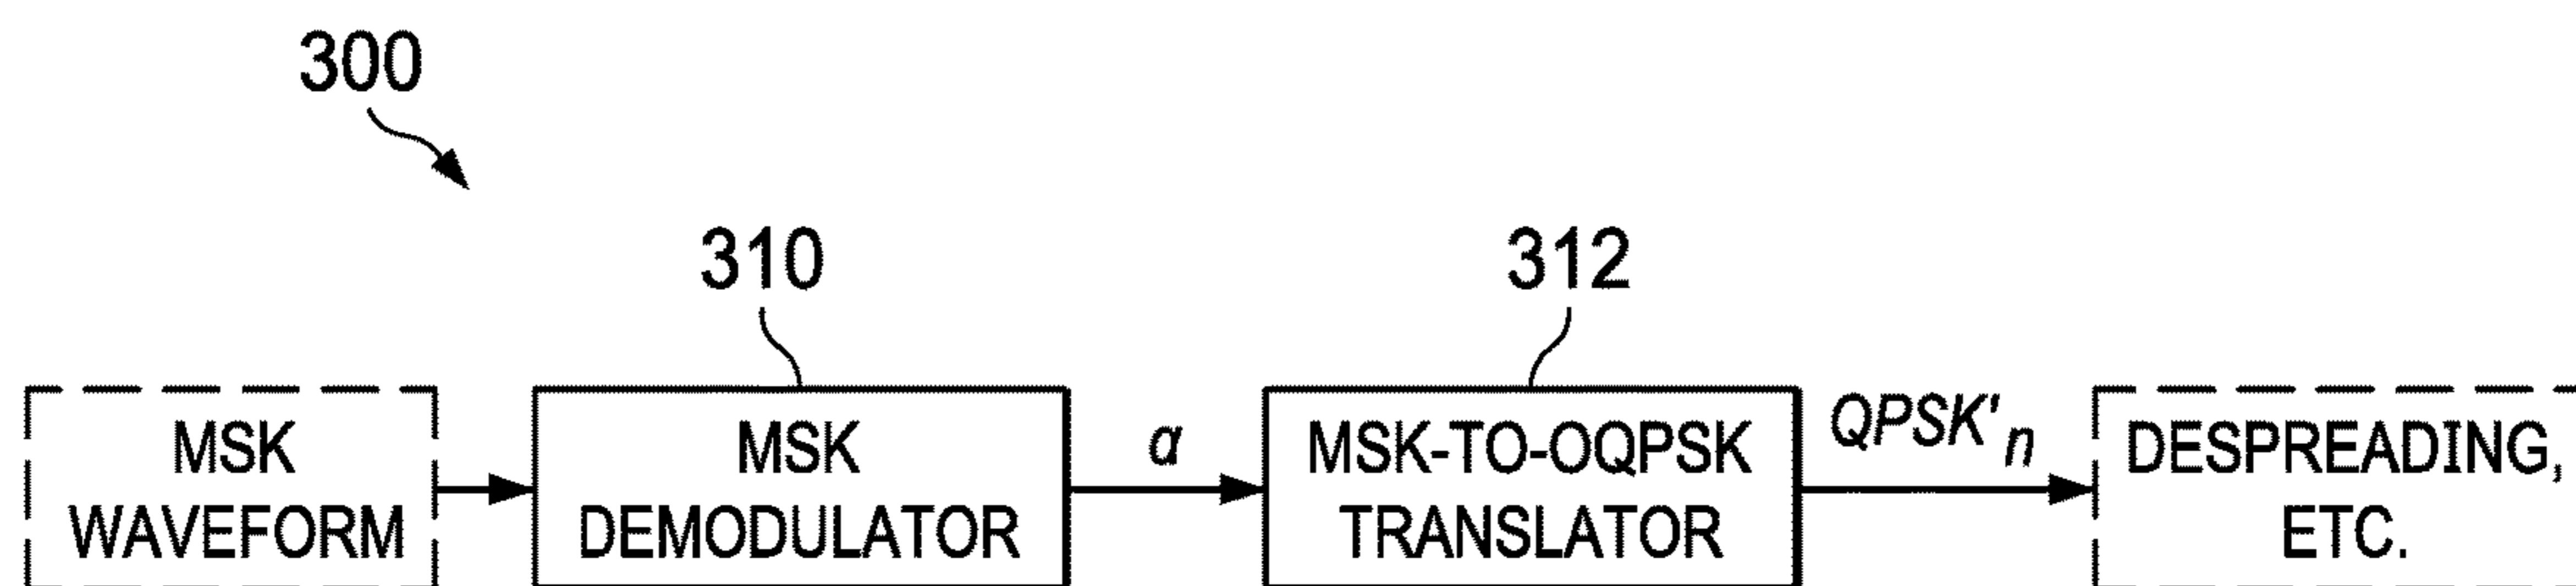 300
310
312
MSK
WAVEFORM
MSK
DEMODULATOR
α
MSK-TO-OQPSK
TRANSLATOR
QPSK'n
DESPREADING,
ETC.